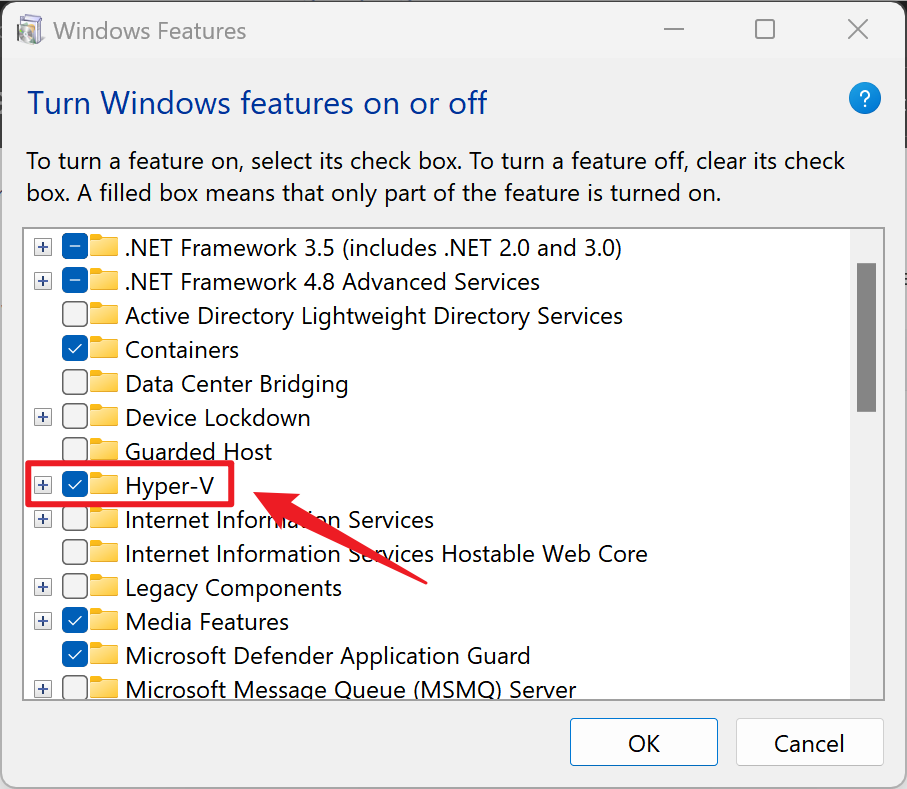 Windows Features
Turn Windows features on or off
?
To turn a feature on, select its check box. To turn a feature off, clear its check
box. A filled box means that only part of the feature is turned on.
.NET Framework 3.5 (includes .NET 2.0 and 3.0)
.NET Framework 4.8 Advanced Services
Active Directory Lightweight Directory Services
Containers
Data Center Bridging
Device Lockdown
Guarded Host
Hyper-V
Internet Information Services
Internet Information Services Hostable Web Core
Legacy Components
Media Features
Microsoft Defender Application Guard
Microsoft Message Queue (MSMQ) Server
OK
Cancel